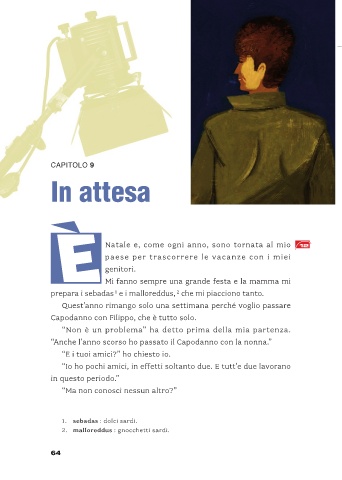 CAPITOLO 9
In attesa
È Natale e, come ogni anno, sono tornata al mio
paese per trascorrere le vacanze con i miei
genitori.
Mi fanno sempre una grande festa e la mamma mi
prepara i sebadas1 e i malloreddus,2 che mi piacciono tanto.
Quest'anno rimango solo una settimana perché voglio passare
Capodanno con Filippo, che è tutto solo.
"Non è un problema" ha detto prima della mia partenza.
"Anche l'anno scorso ho passato il Capodanno con la nonna."
"E i tuoi amici?" ho chiesto io.
"Io ho pochi amici, in effetti soltanto due. E tutt'e due lavorano
in questo periodo."
"Ma non conosci nessun altro?"
1. sebadas : dolci sardi.
2. malloreddus : gnocchetti sardi.
64